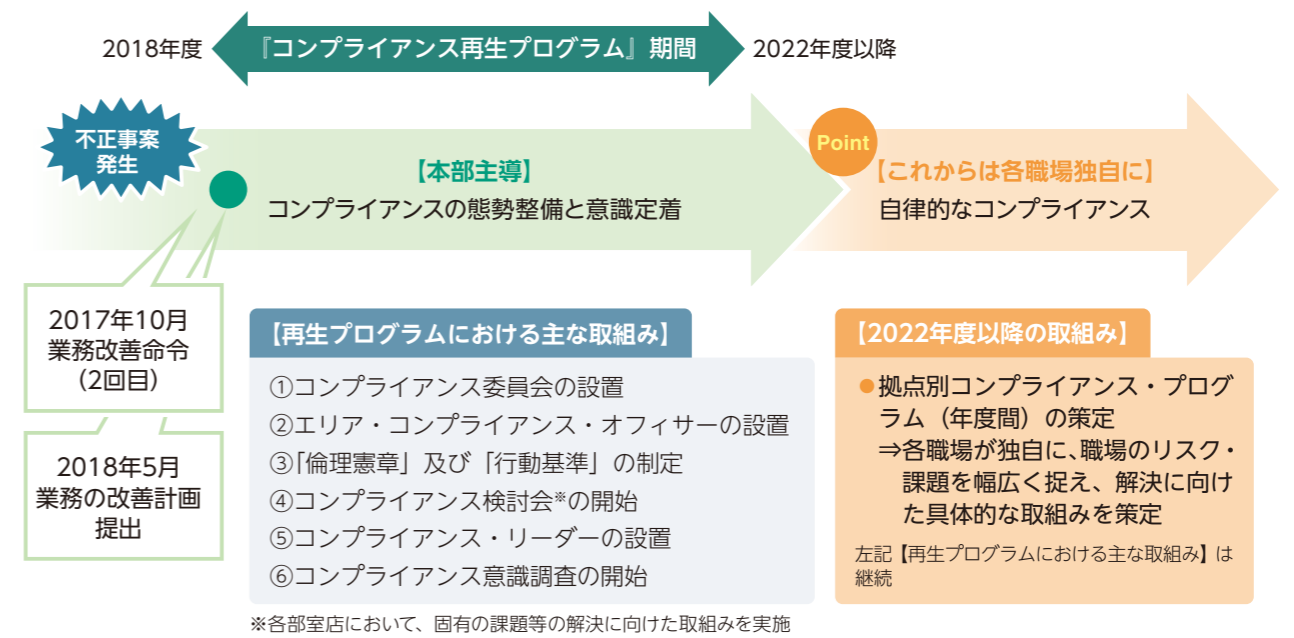 2018年度
『コンプライアンス再生プログラム』期間
2022年度以降
不正事案
発生
【本部主導】
コンプライアンスの態勢整備と意識定着
Point
【これからは各職場独自に】
自律的なコンプライアンス
2017年10月
業務改善命令
（2回目）
2018年5月
業務の改善計画
提出
【再生プログラムにおける主な取組み】
①コンプライアンス委員会の設置
②エリア・コンプライアンス・オフィサーの設置
③「倫理憲章」及び「行動基準」の制定
④コンプライアンス検討会※の開始
⑤コンプライアンス・リーダーの設置
⑥コンプライアンス意識調査の開始
※各部室店において、固有の課題等の解決に向けた取組みを実施
【2022年度以降の取組み】
●拠点別コンプライアンス・プログ
ラム（年度間）の策定
⇒各職場が独自に、職場のリスク・
課題を幅広く捉え、解決に向け
た具体的な取組みを策定
左記【再生プログラムにおける主な取組み】は
継続